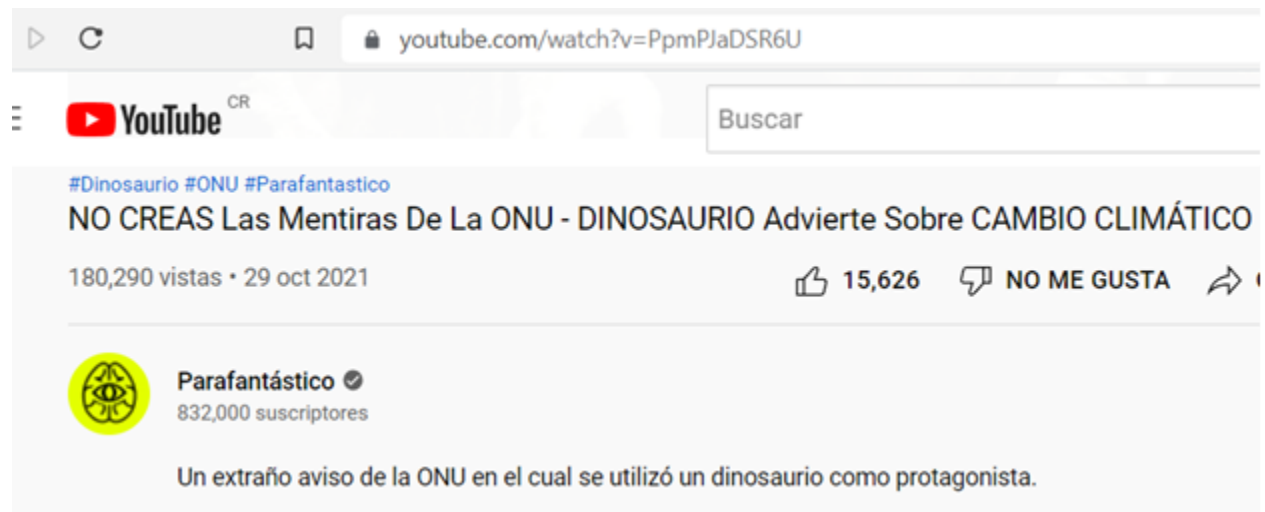 youtube.com/watch?v=PpmPJaDSR6U
YouTube CR
Buscar
#Dinosaurio #ONU #Parafantastico
NO CREAS Las Mentiras De La ONU - DINOSAURIO Advierte Sobre CAMBIO CLIMÁTICO
180,290 vistas • 29 oct 2021
15,626 NO ME GUSTA
Parafantástico
832,000 suscriptores
Un extraño aviso de la ONU en el cual se utilizó un dinosaurio como protagonista.